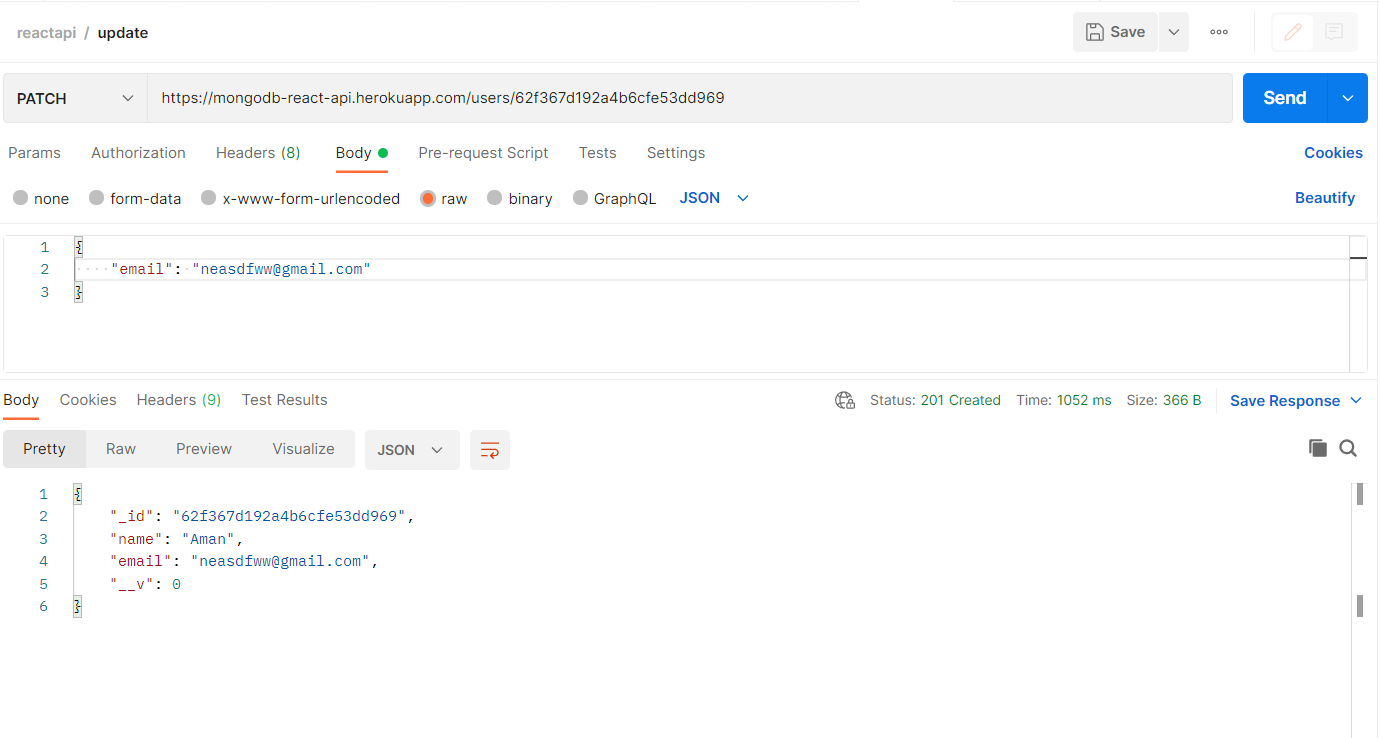 reactapi / update
Save
PATCH
https://mongodb-react-api.herokuapp.com/users/62f367d192a4b6cfe53dd969
Send
Params Authorization Headers (8) Body Pre-request Script Tests Settings Cookies
none form-data x-www-form-urlencoded raw binary GraphQL JSON Beautify
1 {
2 "email": "neasdfww@gmail.com"
3 }
Body Cookies Headers (9) Test Results Status: 201 Created Time: 1052 ms Size: 366 B Save Response
Pretty Raw Preview Visualize JSON
1 {
2 "_id": "62f367d192a4b6cfe53dd969",
3 "name": "Aman",
4 "email": "neasdfww@gmail.com",
5 "__v": 0
6 }